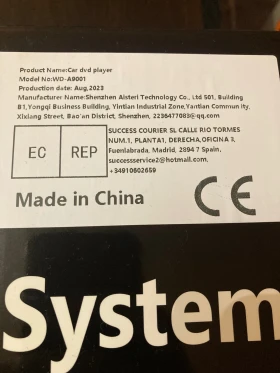 Product Name:Car dvd player
Model No:WD-A9001
Production date: Aug,2023
Manufacturer Name:Shenzhen Aisteri Technology Co., Ltd 501, Building
B1,Yongqi Business Building, Yintian Industrial Zone,Yantian Commun ity,
Xixiang Street, Bao'an District, Shenzhen, 2236477083@qq.com
EC REP
SUCCESS COURIER SL CALLE RIO TORMES
NUM.1, PLANTA1, DERECHA,OFICINA 3,
Fuenlabrada, Madrid, 2894 7 Spain,
successservice2@hotmail.com,
+34910602659
Made in China
CE
System